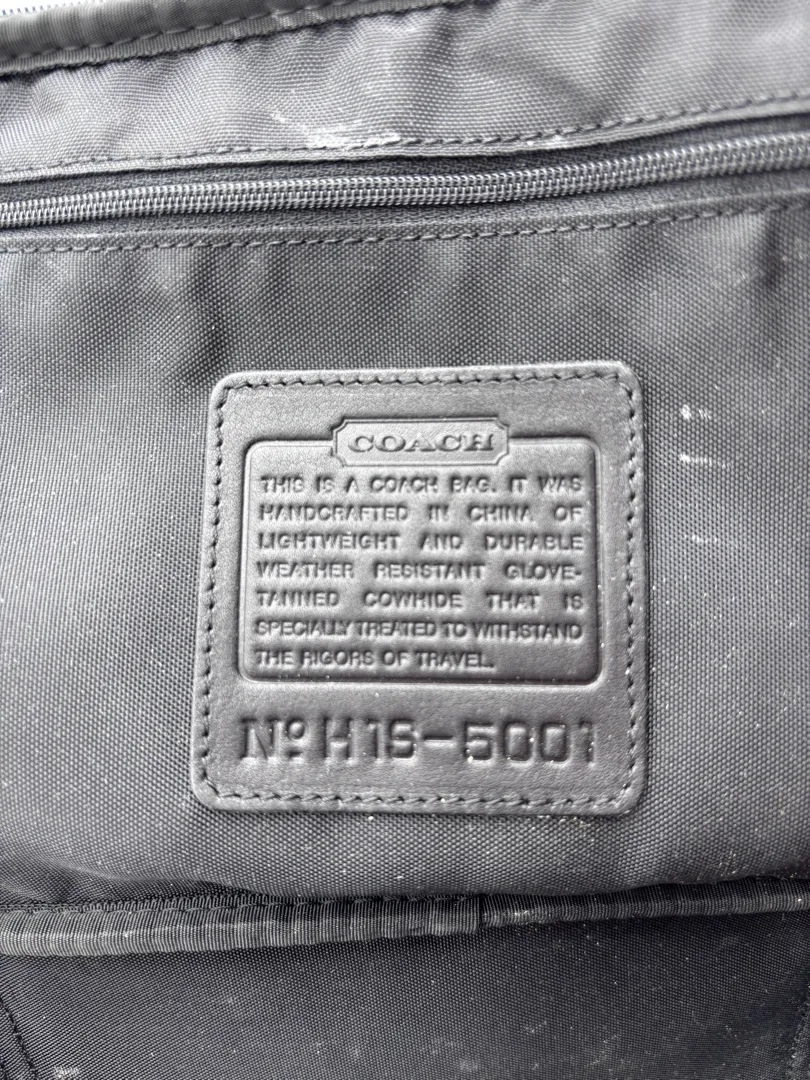 COACH
THIS IS A COACH BAG. IT WAS
HANDCRAFTED IN CHINA OF
LIGHTWEIGHT AND DURABLE
WEATHER RESISTANT GLOVE-
TANNED COWHIDE THAT IS
SPECIALLY TREATED TO WITHSTAND
THE RIGORS OF TRAVEL.
Nº H1S-5001